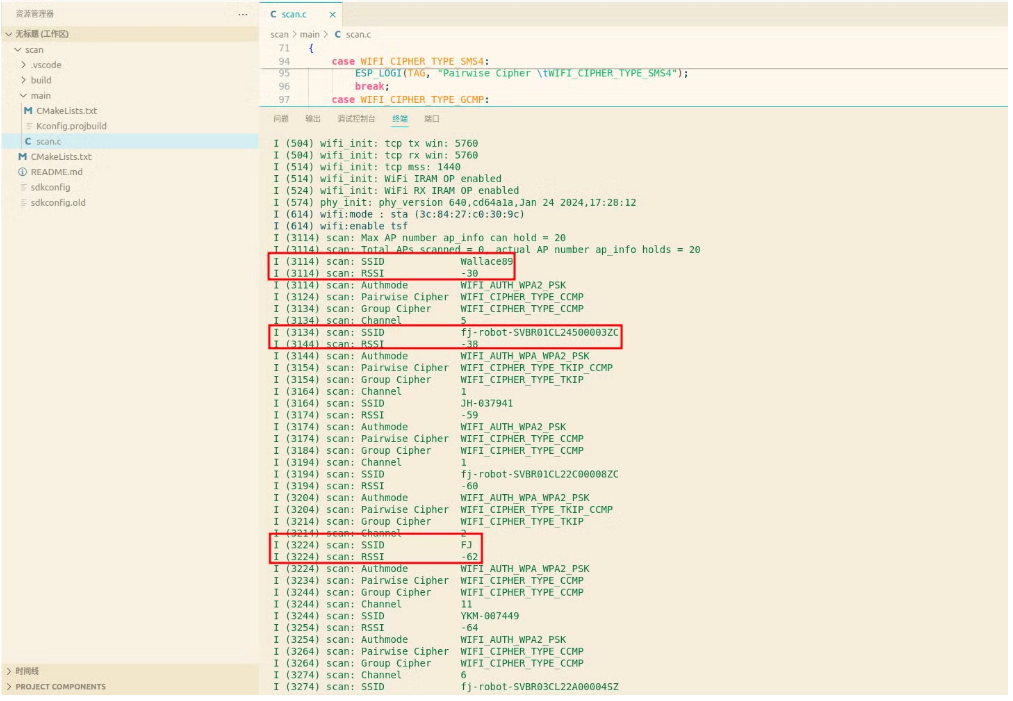 资源管理器
无标题 (工作区)
scan
.vscode
build
main
CMakeLists.txt
Kconfig.projbuild
scan.c
CMakeLists.txt
README.md
sdkconfig
sdkconfig.old
时间线
PROJECT COMPONENTS
scan.c
scan > main > C scan.c
71 {
94 case WIFI_CIPHER_TYPE_SMS4:
95 ESP_LOGI(TAG, "Pairwise Cipher \tWIFI_CIPHER_TYPE_SMS4");
96 break;
97 case WIFI_CIPHER_TYPE_GCMP:
问题 输出 调试控制台 终端 端口
I (504) wifi_init: tcp tx win: 5760
I (504) wifi_init: tcp rx win: 5760
I (514) wifi_init: tcp mss: 1440
I (514) wifi_init: WiFi IRAM OP enabled
I (524) wifi_init: WiFi RX IRAM OP enabled
I (574) phy_init: phy_version 640,cd64a1a,Jan 24 2024,17:28:12
I (614) wifi:mode : sta (3c:84:27:c0:30:9c)
I (614) wifi:enable tsf
I (3114) scan: Max AP number ap_info can hold = 20
I (3114) scan: Total APs scanned = 0, actual AP number ap_info holds = 20
I (3114) scan: SSID Wallace89
I (3114) scan: RSSI -30
I (3114) scan: Authmode WIFI_AUTH_WPA2_PSK
I (3124) scan: Pairwise Cipher WIFI_CIPHER_TYPE_CCMP
I (3134) scan: Group Cipher WIFI_CIPHER_TYPE_CCMP
I (3134) scan: Channel 5
I (3134) scan: SSID fj-robot-SVBR01CL24500003ZC
I (3144) scan: RSSI -38
I (3144) scan: Authmode WIFI_AUTH_WPA_WPA2_PSK
I (3154) scan: Pairwise Cipher WIFI_CIPHER_TYPE_TKIP_CCMP
I (3154) scan: Group Cipher WIFI_CIPHER_TYPE_TKIP
I (3164) scan: Channel 1
I (3164) scan: SSID JH-037941
I (3174) scan: RSSI -59
I (3174) scan: Authmode WIFI_AUTH_WPA2_PSK
I (3174) scan: Pairwise Cipher WIFI_CIPHER_TYPE_CCMP
I (3184) scan: Group Cipher WIFI_CIPHER_TYPE_CCMP
I (3194) scan: Channel 1
I (3194) scan: SSID fj-robot-SVBR01CL22C00008ZC
I (3194) scan: RSSI -60
I (3204) scan: Authmode WIFI_AUTH_WPA_WPA2_PSK
I (3204) scan: Pairwise Cipher WIFI_CIPHER_TYPE_TKIP_CCMP
I (3214) scan: Group Cipher WIFI_CIPHER_TYPE_TKIP
I (3214) scan: Channel 2
I (3224) scan: SSID FJ
I (3224) scan: RSSI -62
I (3224) scan: Authmode WIFI_AUTH_WPA_WPA2_PSK
I (3234) scan: Pairwise Cipher WIFI_CIPHER_TYPE_CCMP
I (3244) scan: Group Cipher WIFI_CIPHER_TYPE_CCMP
I (3244) scan: Channel 11
I (3244) scan: SSID YKM-007449
I (3254) scan: RSSI -64
I (3254) scan: Authmode WIFI_AUTH_WPA2_PSK
I (3264) scan: Pairwise Cipher WIFI_CIPHER_TYPE_CCMP
I (3264) scan: Group Cipher WIFI_CIPHER_TYPE_CCMP
I (3274) scan: Channel 6
I (3274) scan: SSID fj-robot-SVBR03CL22A00004SZ